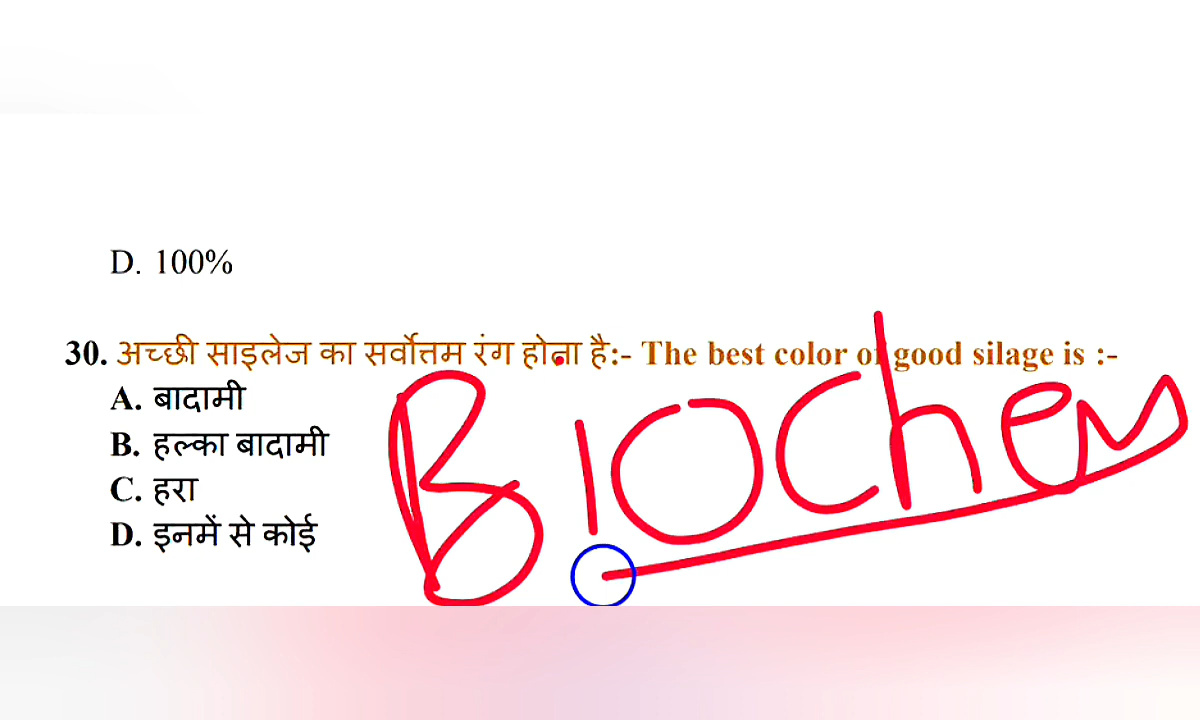 D. 100%
30. अच्छी साइलेज का सर्वोत्तम रंग होता है:- The best color of good silage is :-
A. बादामी
B. हल्का बादामी
C. हरा
D. इनमें से कोई
Biochem